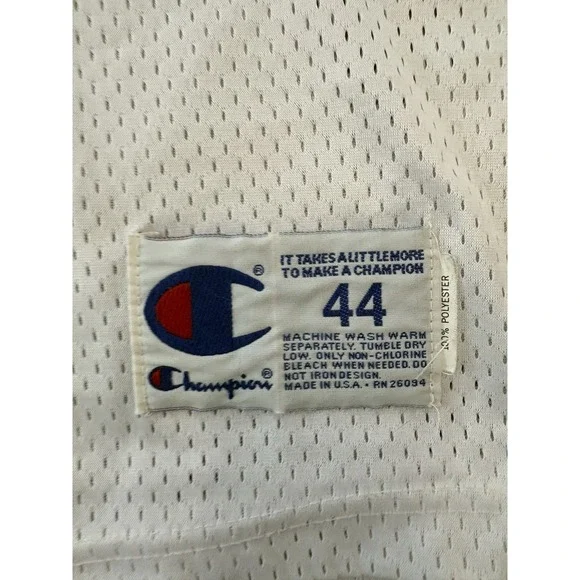 IT TAKES A LITTLE MORE
TO MAKE A CHAMPION
44
MACHINE WASH WARM
SEPARATELY. TUMBLE DRY
LOW. ONLY NON-CHLORINE
BLEACH WHEN NEEDED. DO
NOT IRON DESIGN.
MADE IN U.S.A. • RN 26094
®
Champion®
100% POLYESTER